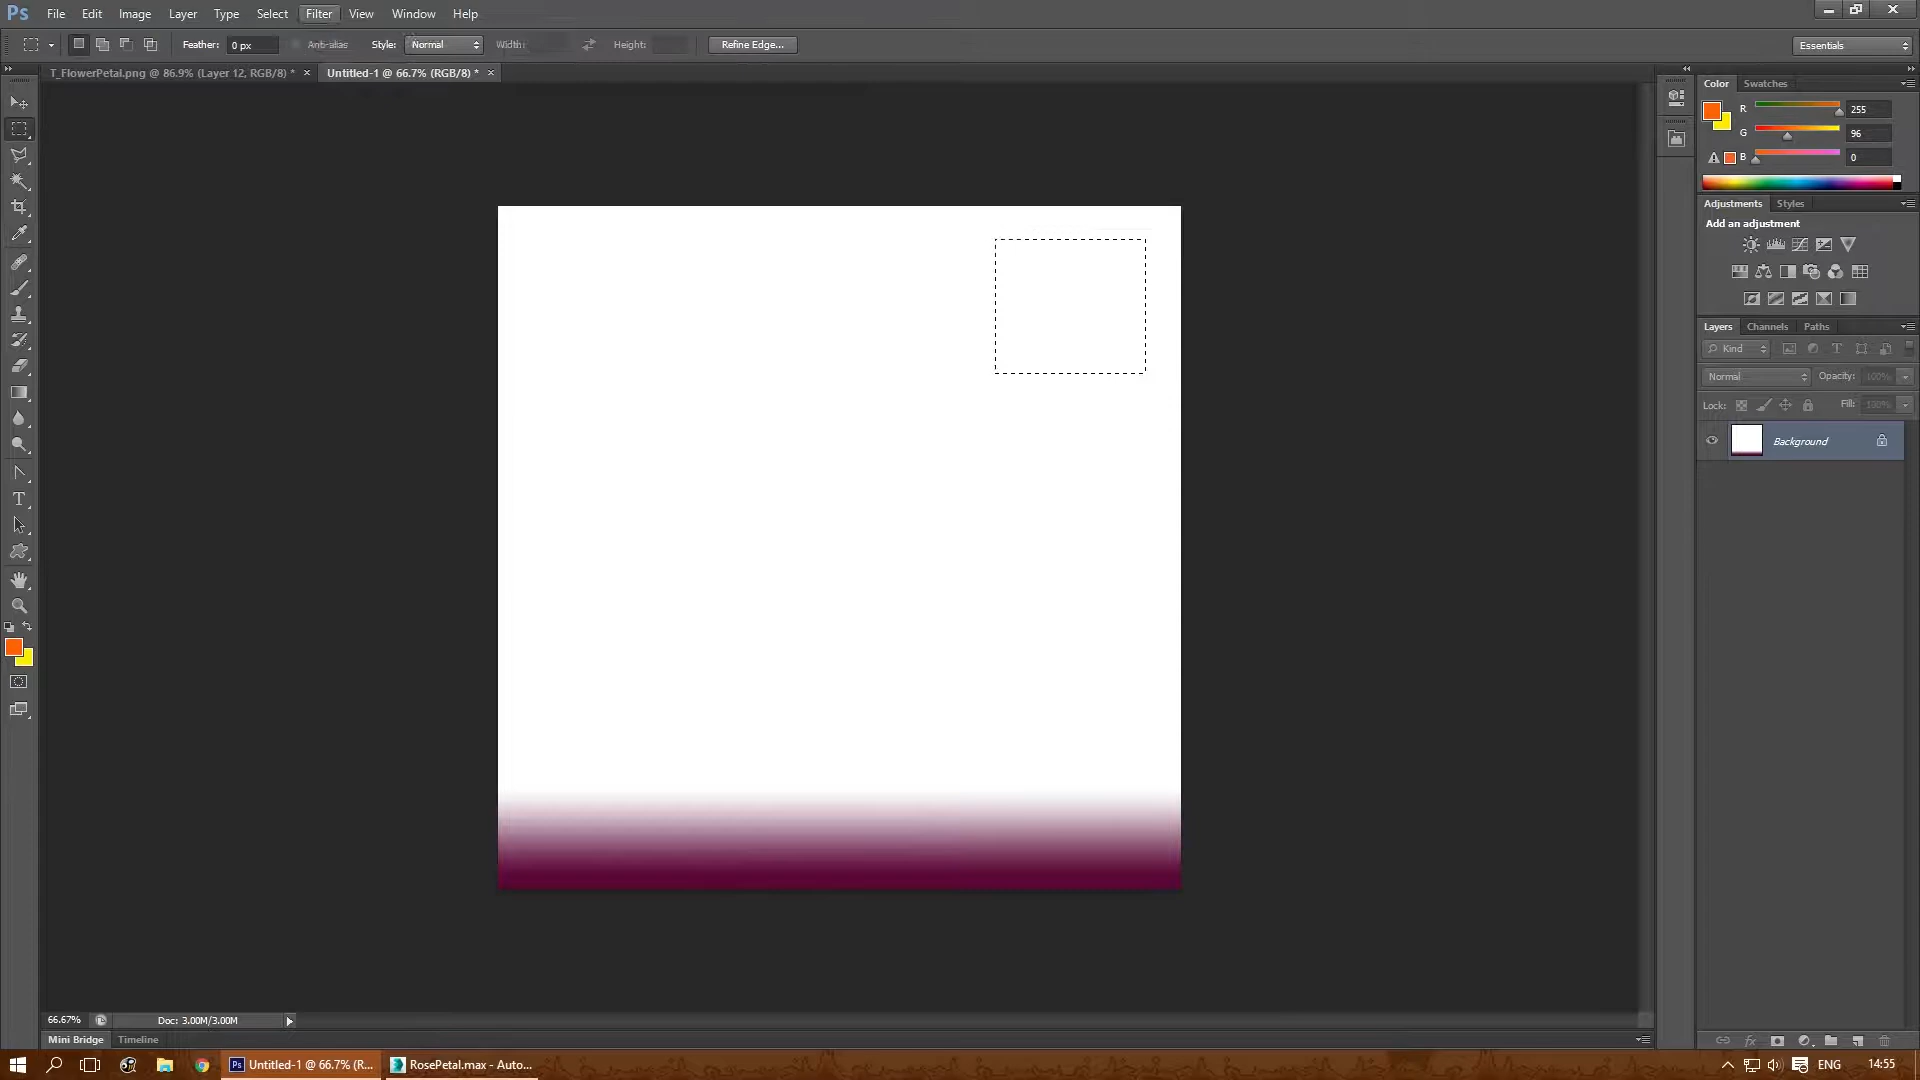 Ps File Edit Image Layer Type Select Filter View Window Help
Feather: 0 px Anti-alias Style: Normal Width: Height: Refine Edge... Essentials
T_FlowerPetal.png @ 86.9% (Layer 12, RGB/8) * × Untitled-1 @ 66.7% (RGB/8) * ×
Color Swatches
R 255
G 96
B 0
Adjustments Styles
Add an adjustment
Layers Channels Paths
Kind
Normal Opacity: 100%
Lock: Fill: 100%
Background
66.67% Doc: 3.00M/3.00M
Mini Bridge Timeline
Ps Untitled-1 @ 66.7% (R... RosePetal.max - Auto... ENG 14:55